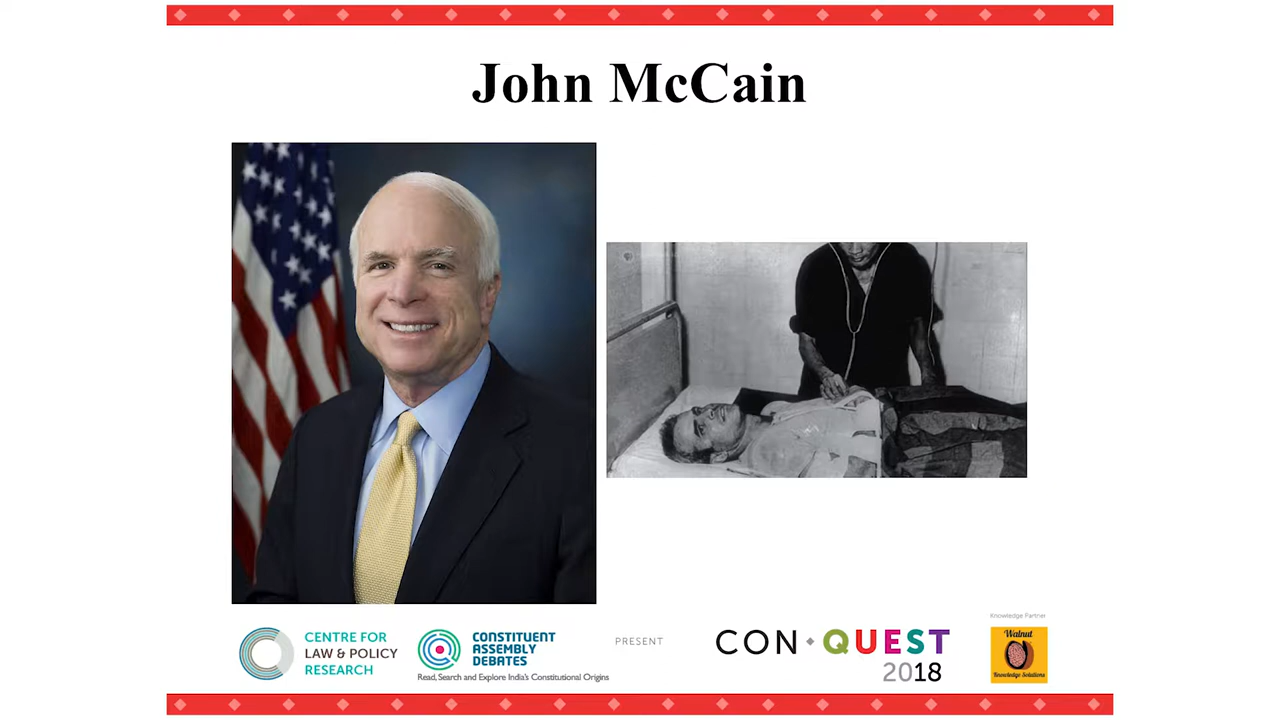 John McCain
CENTRE FOR
LAW & POLICY
RESEARCH
CONSTITUENT
ASSEMBLY
DEBATES
Read, Search and Explore India's Constitutional Origins
PRESENT
CON QUEST
2018
Knowledge Partner
Walnut
Knowledge Solutions